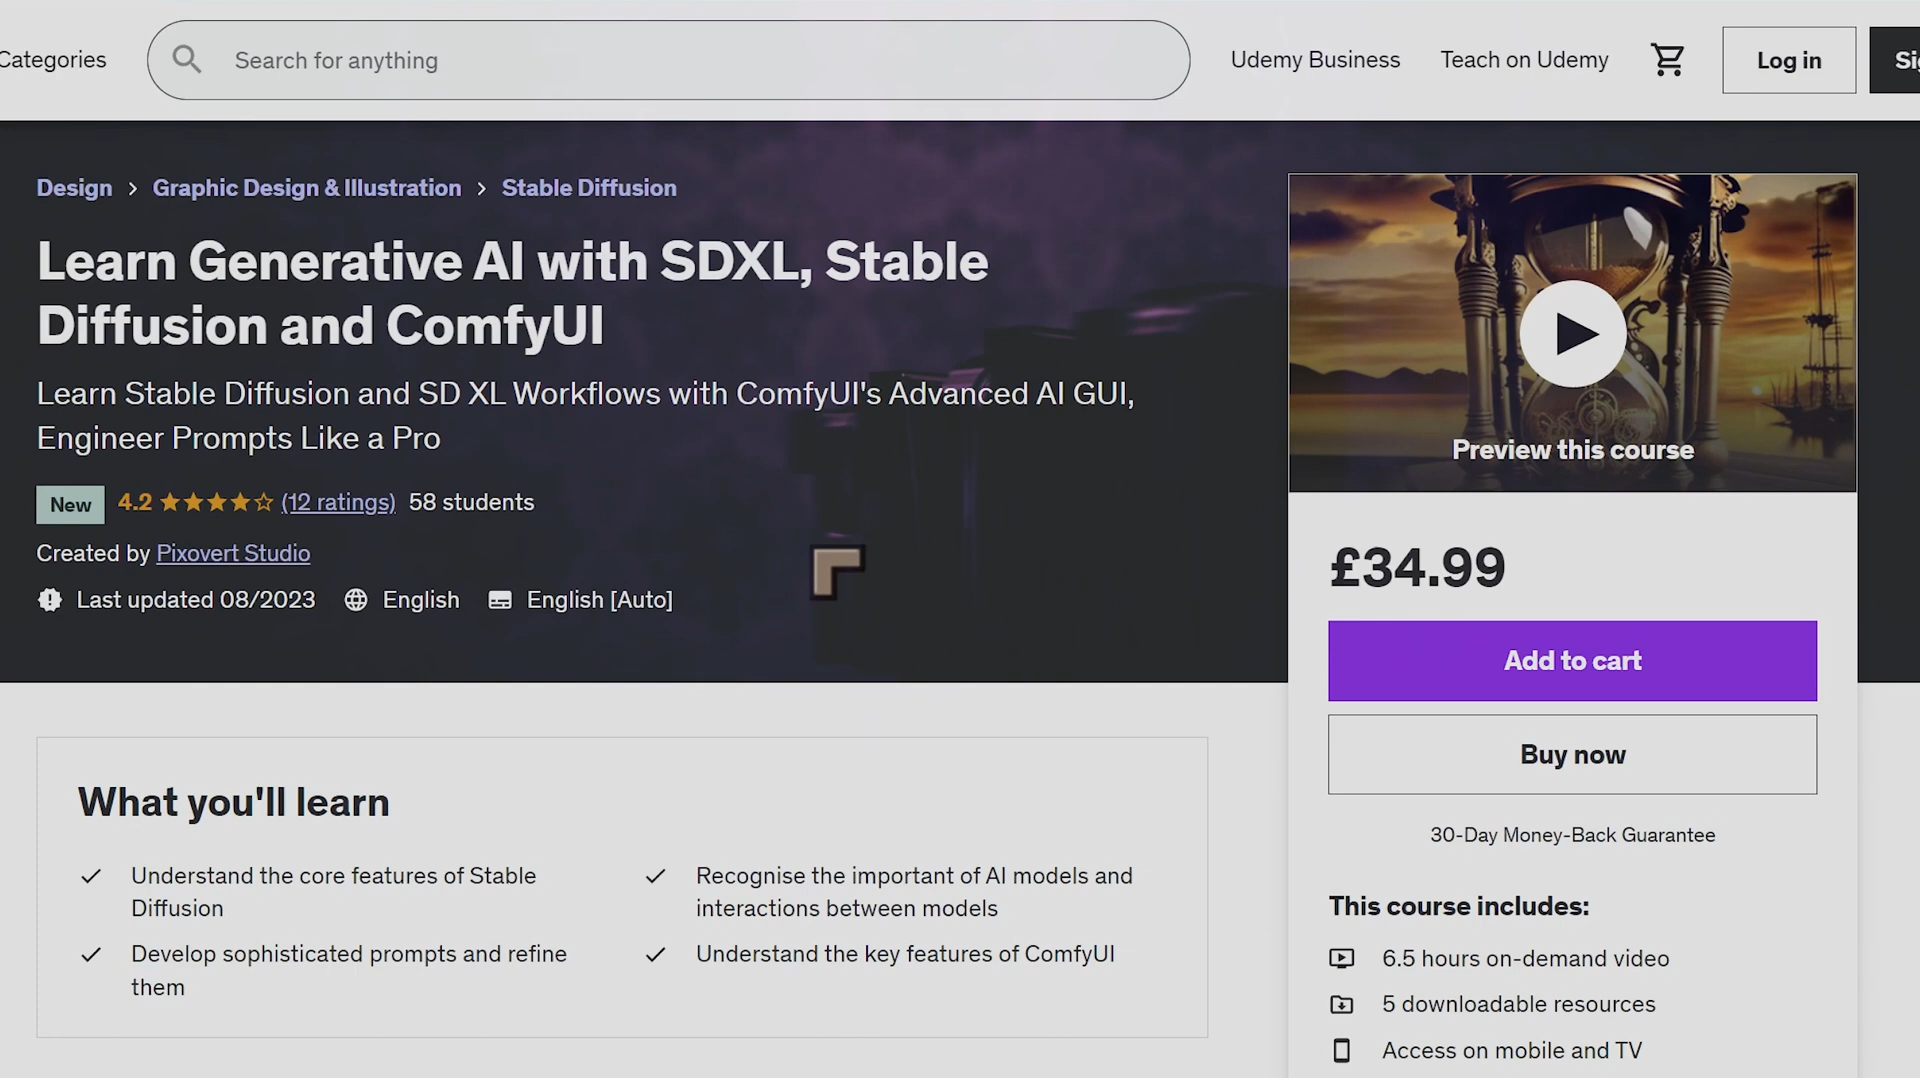 Categories
Search for anything
Udemy Business
Teach on Udemy
Log in
Design > Graphic Design & Illustration > Stable Diffusion
Learn Generative AI with SDXL, Stable
Diffusion and ComfyUI
Learn Stable Diffusion and SD XL Workflows with ComfyUI's Advanced AI GUI,
Engineer Prompts Like a Pro
New 4.2 (12 ratings) 58 students
Created by Pixovert Studio
Last updated 08/2023 English English [Auto]
Preview this course
£34.99
Add to cart
Buy now
30-Day Money-Back Guarantee
This course includes:
6.5 hours on-demand video
5 downloadable resources
Access on mobile and TV
What you'll learn
Understand the core features of Stable
Diffusion
Develop sophisticated prompts and refine
them
Recognise the important of AI models and
interactions between models
Understand the key features of ComfyUI